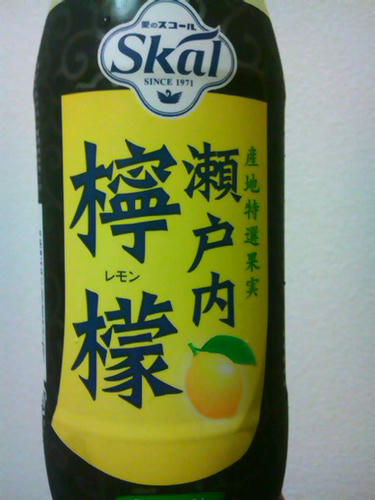 愛のスコール
Skål
SINCE 1971
産地特選果実
瀬戸内
檸檬
レモン